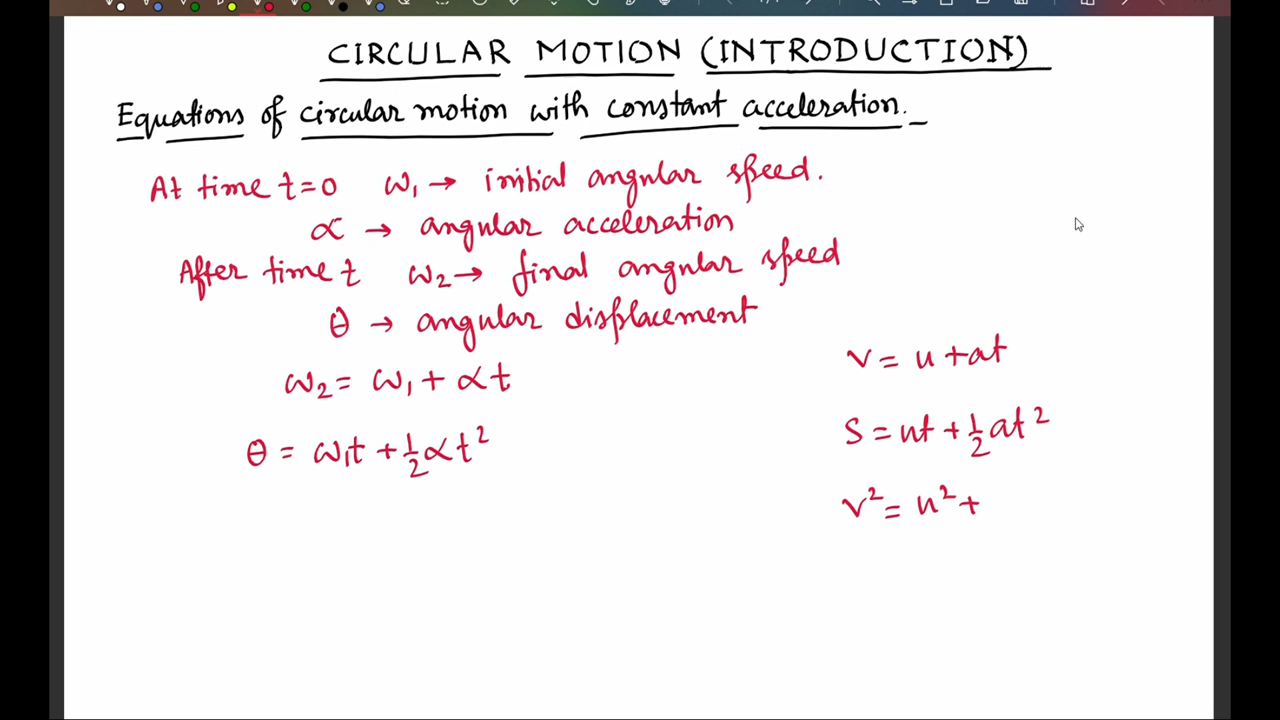 CIRCULAR MOTION (INTRODUCTION)
Equations of circular motion with constant acceleration.
At time t=0 ω₁ → initial angular speed.
α → angular acceleration
After time t ω₂ → final angular speed
θ → angular displacement
ω₂ = ω₁ + αt
θ = ω₁t + ½αt²
v = u + at
S = ut + ½at²
v² = u² +